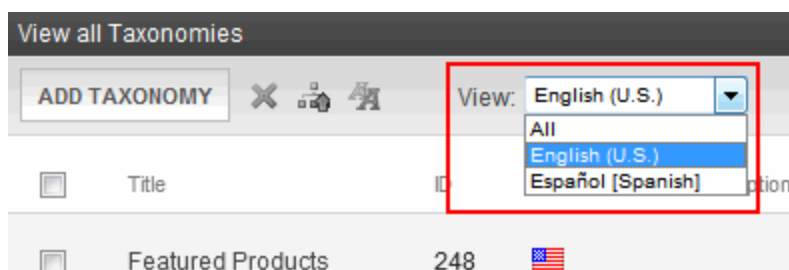 View all Taxonomies
ADD TAXONOMY View: English (U.S.)
All
English (U.S.)
Español [Spanish]
Title
Featured Products 248